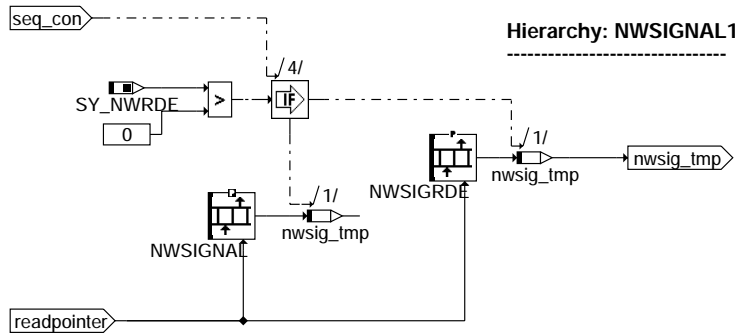 seq_con
Hierarchy: NWSIGNAL1
--------------------------------
/4/
SY_NWRDE
>
IF
0
/1/
nwsig_tmp
nwsig_tmp
NWSIGRDE
/1/
nwsig_tmp
NWSIGNAL
readpointer